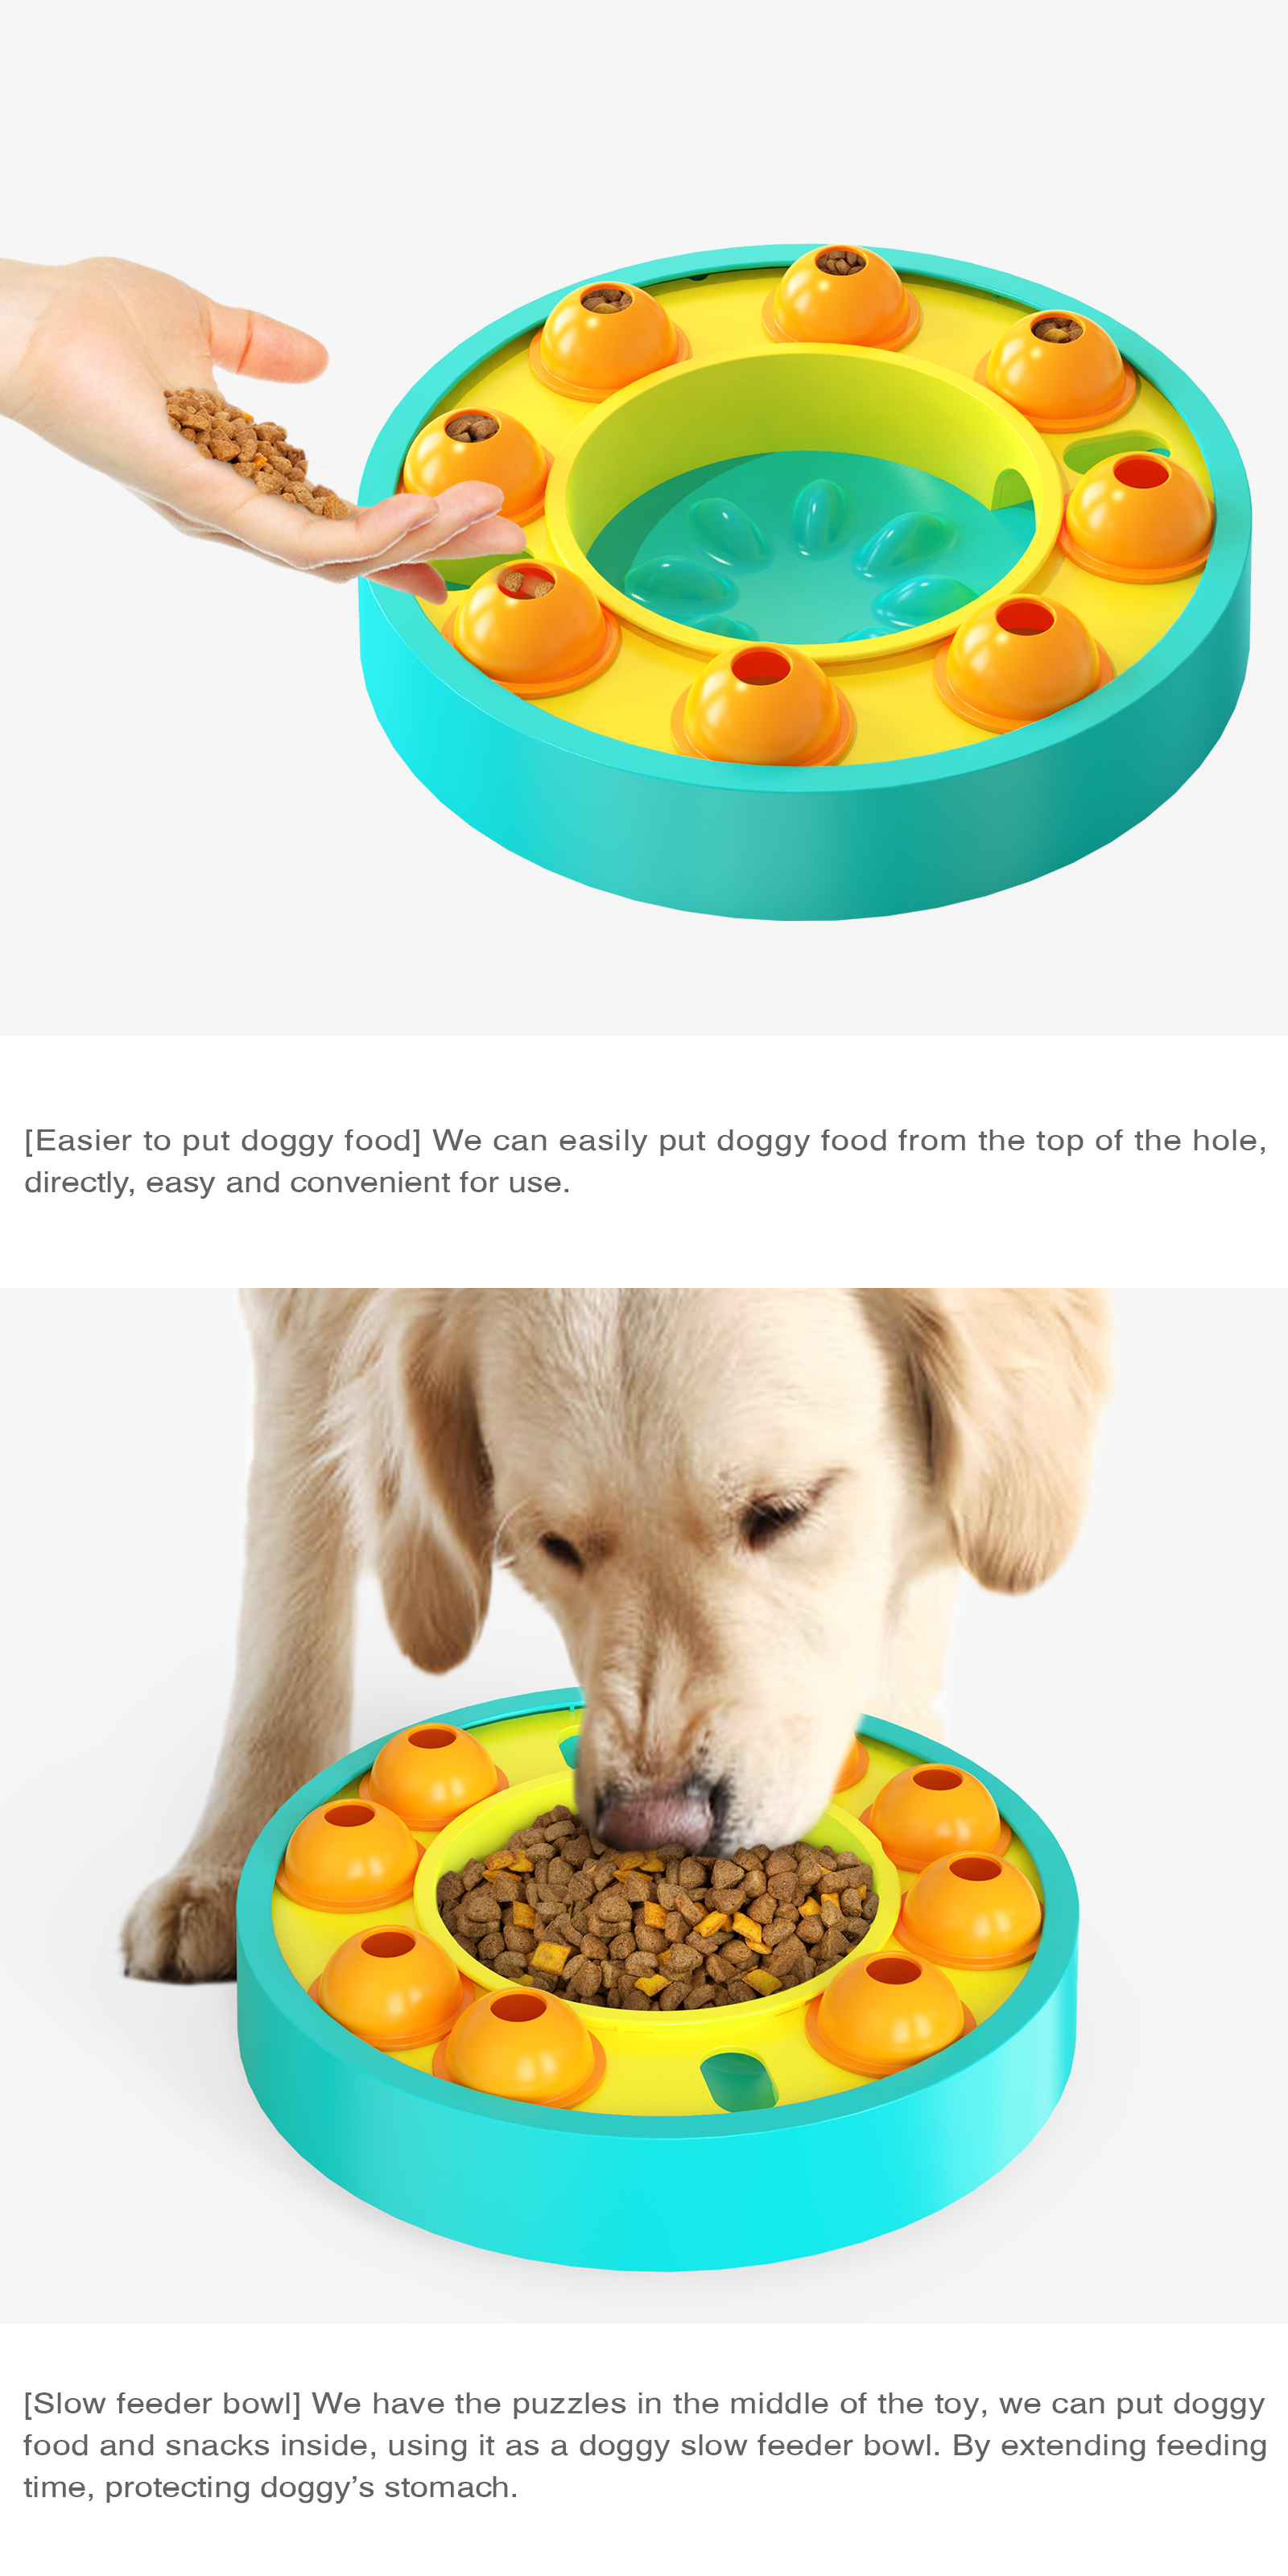 [Easier to put doggy food] We can easily put doggy food from the top of the hole,
directly, easy and convenient for use.
[Slow feeder bowl] We have the puzzles in the middle of the toy, we can put doggy
food and snacks inside, using it as a doggy slow feeder bowl. By extending feeding
time, protecting doggy’s stomach.